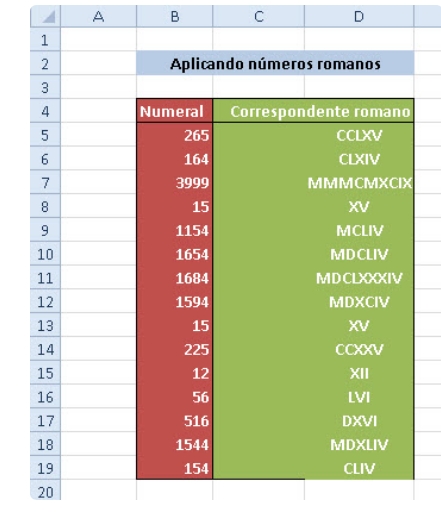 A B C D
1
2 Aplicando números romanos
3
4 Numeral Correspondente romano
5 265 CCLXV
6 164 CLXIV
7 3999 MMMCMXCIX
8 15 XV
9 1154 MCLIV
10 1654 MDCLIV
11 1684 MDCLXXXIV
12 1594 MDXCIV
13 15 XV
14 225 CCXXV
15 12 XII
16 56 LVI
17 516 DXVI
18 1544 MDXLIV
19 154 CLIV
20